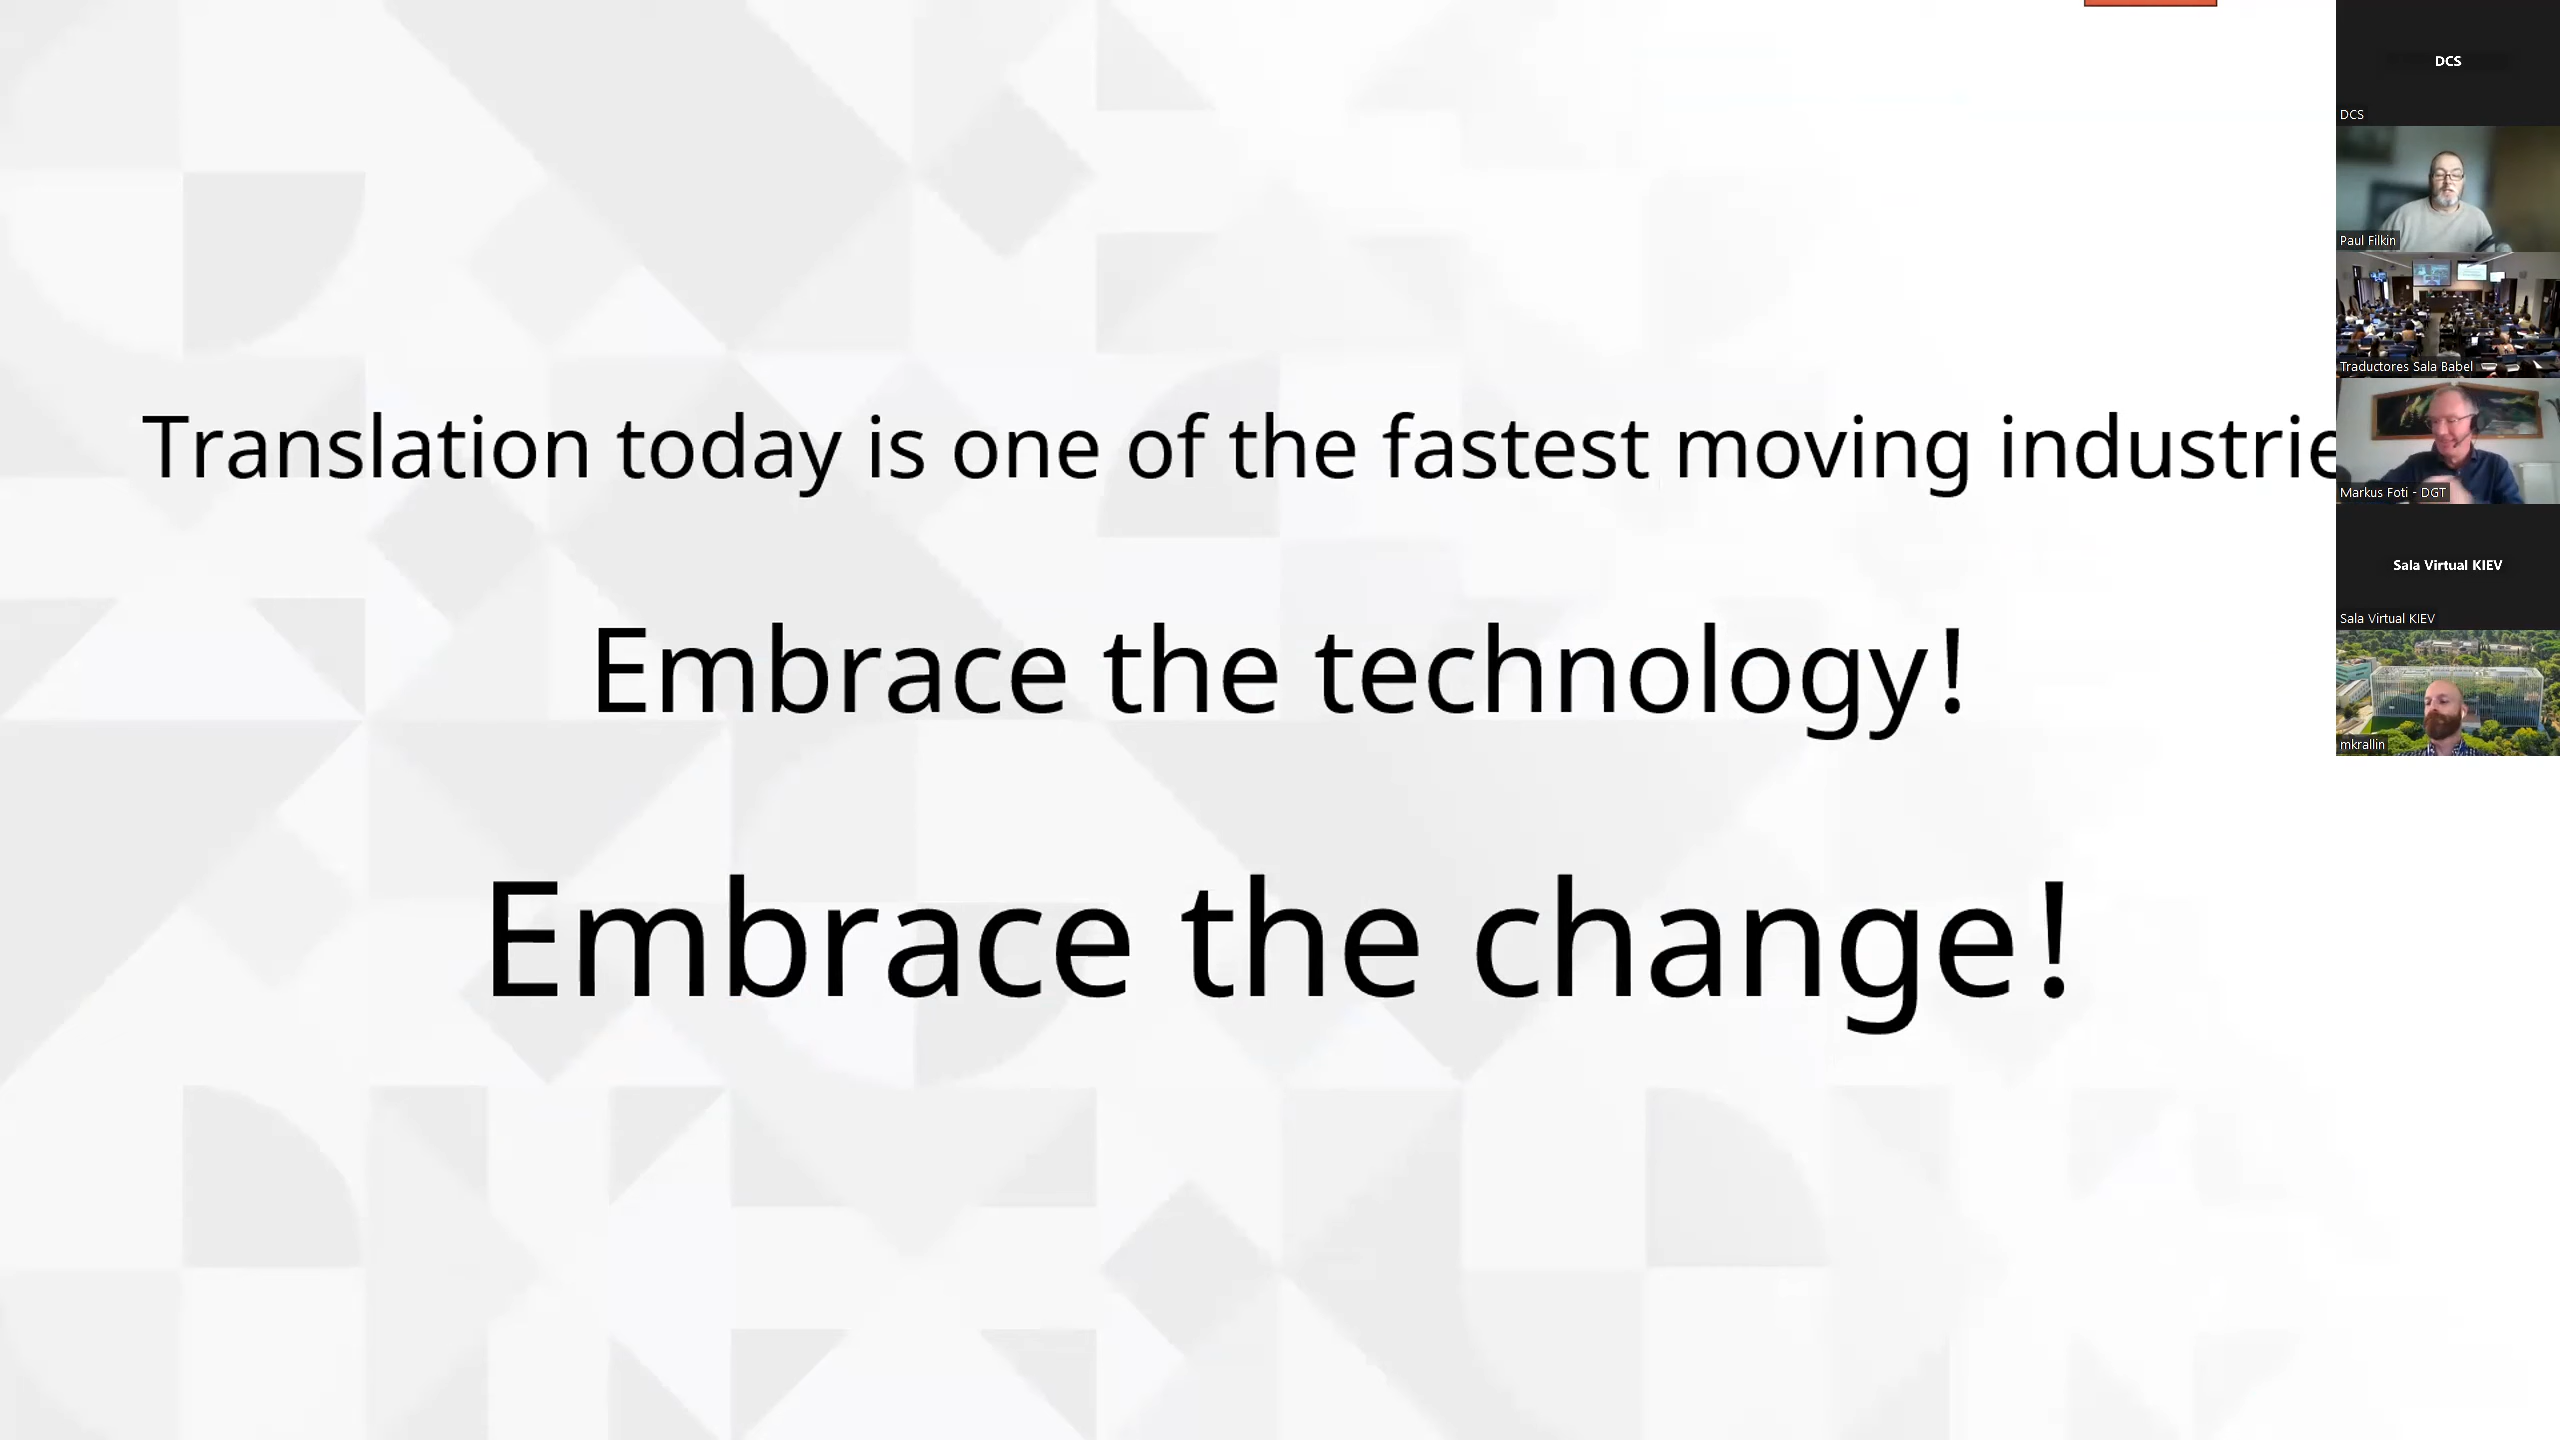 Translation today is one of the fastest moving industrie
Embrace the technology!
Embrace the change!
DCS
DCS
Paul Filkin
Traductores Sala Babel
Markus Foti - DGT
Sala Virtual KIEV
Sala Virtual KIEV
mkrallin